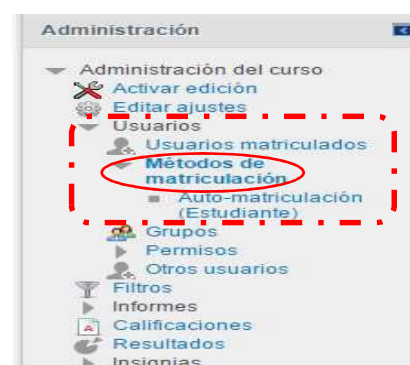 Administración
Administración del curso
Activar edición
Editar ajustes
Usuarios
Usuarios matriculados
Métodos de
matriculación
Auto-matriculación
(Estudiante)
Grupos
Permisos
Otros usuarios
Filtros
Informes
Calificaciones
Resultados
Insignias